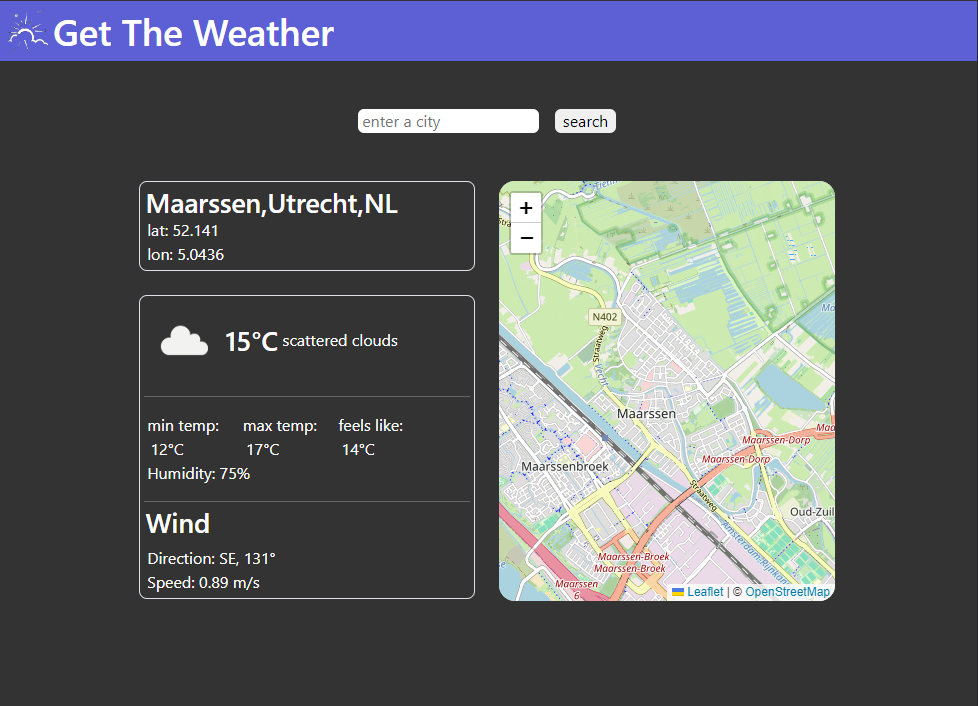 Get The Weather
enter a city
search
Maarssen,Utrecht,NL
lat: 52.141
lon: 5.0436
15°C scattered clouds
min temp: max temp: feels like:
12°C 17°C 14°C
Humidity: 75%
Wind
Direction: SE, 131°
Speed: 0.89 m/s
+
−
N402
Straatweg
Vecht
Maarssen
Maarssen-Dorp
Maarssen-Dorp
Maarssenbroek
Straatweg
Oud-Zuil
Maarssen-Broek
Maarssen-Broek
Maarssen
6
Leaflet | © OpenStreetMap